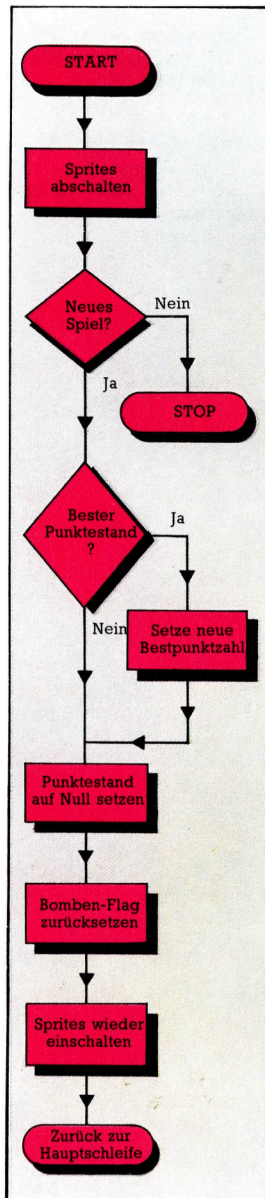 START
Sprites
abschalten
Neues
Spiel?
Nein
Ja
STOP
Bester
Punktestand
?
Ja
Nein
Setze neue
Bestpunktzahl
Punktestand
auf Null setzen
Bomben-Flag
zurücksetzen
Sprites wieder
einschalten
Zurück zur
Hauptschleife